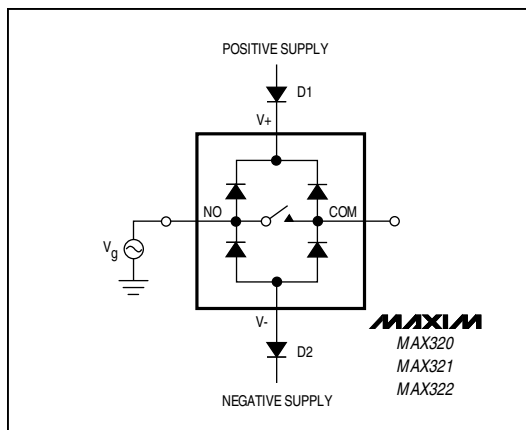 POSITIVE SUPPLY
D1
V+
NO
COM
Vg
V-
MAXIM
MAX320
D2
MAX321
MAX322
NEGATIVE SUPPLY